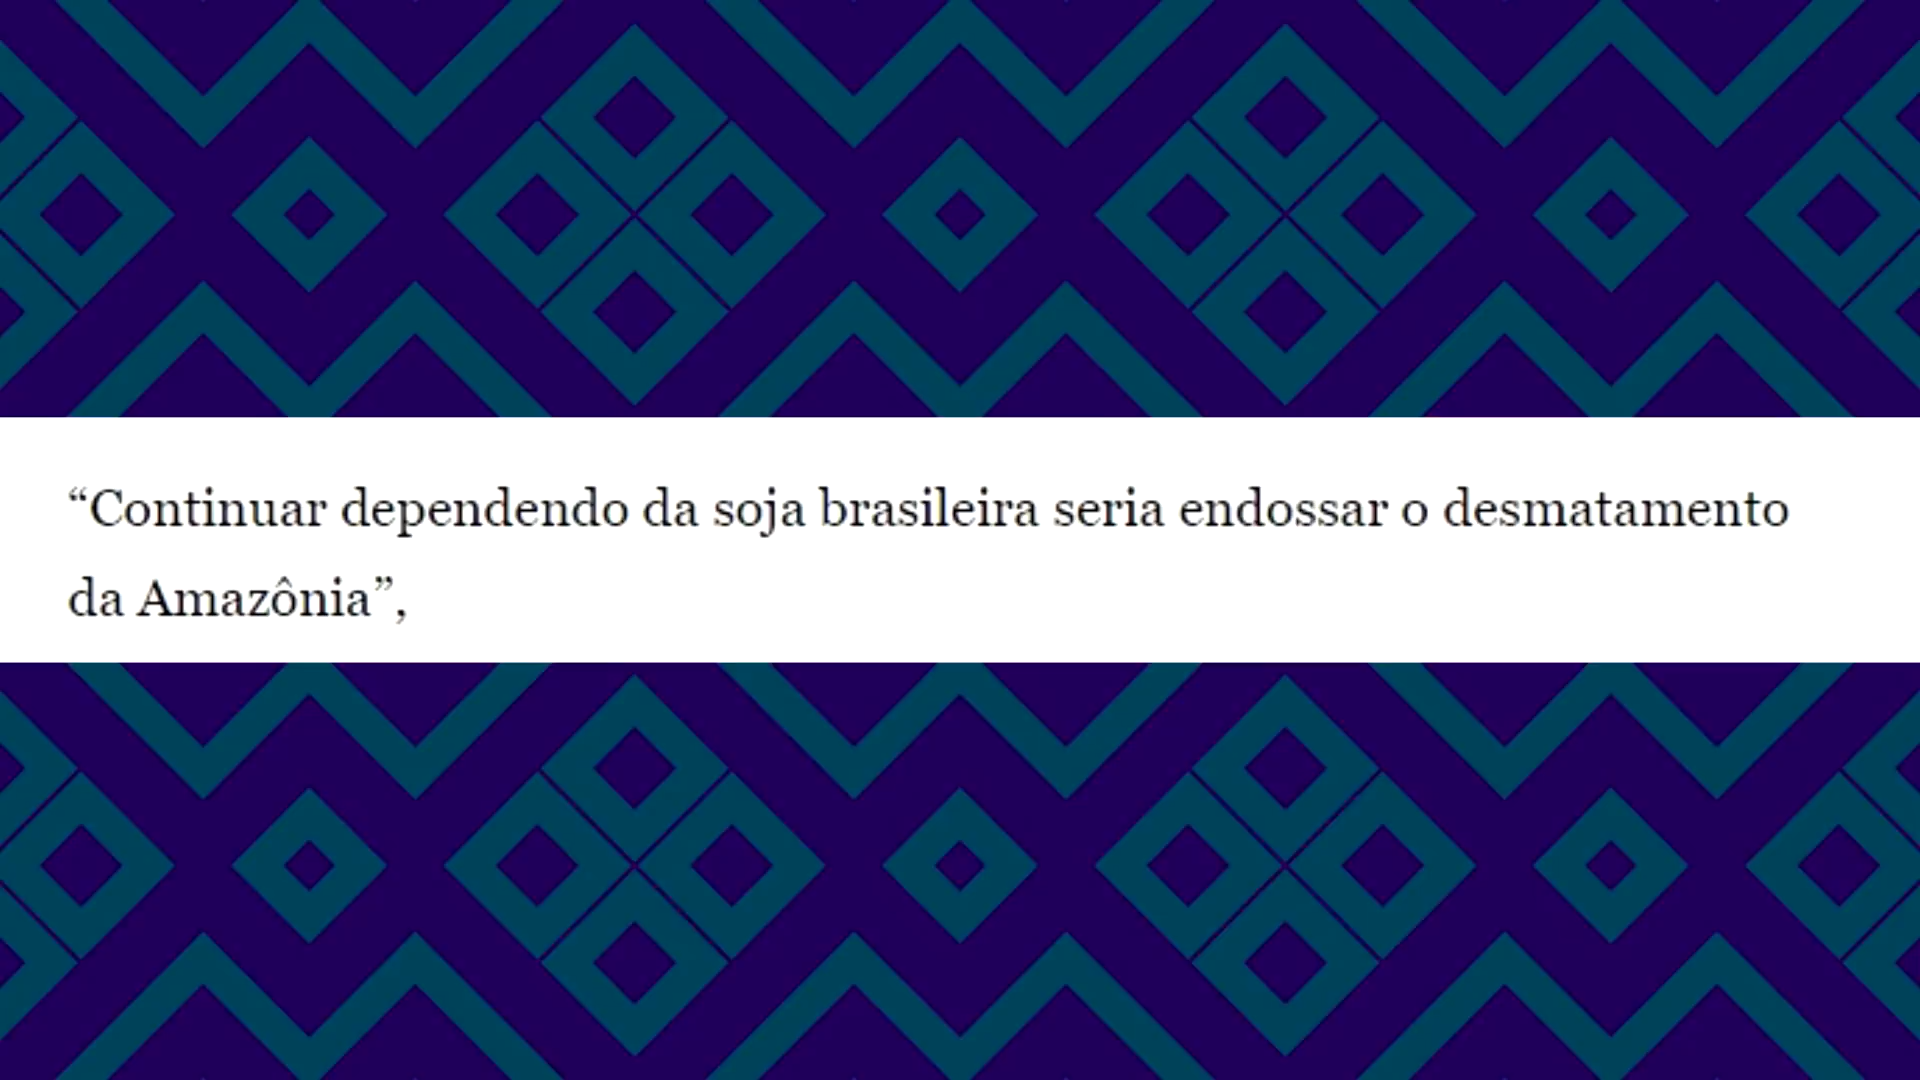 “Continuar dependendo da soja brasileira seria endossar o desmatamento
da Amazônia”,